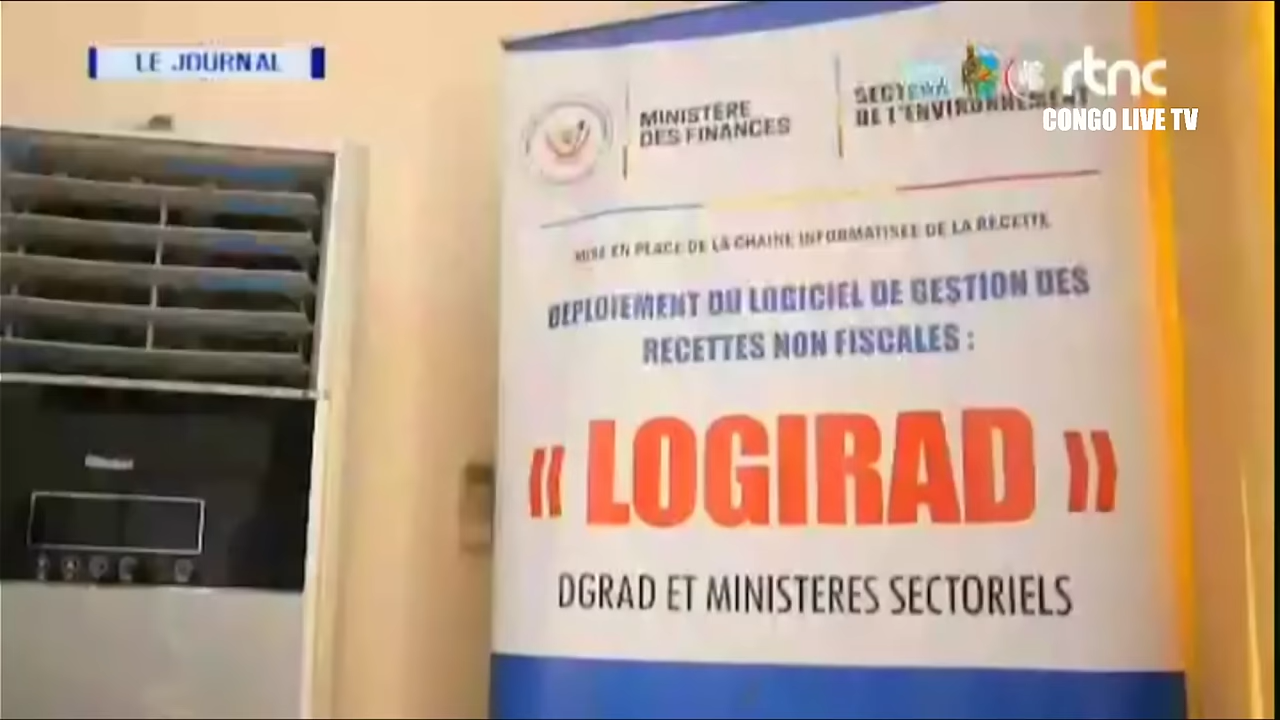 LE JOURNAL
rtnc
CONGO LIVE TV
MINISTÈRE
DES FINANCES
DE L'ENVIRONNEMENT
MISE EN PLACE DE LA CHAINE INFORMATISEE DE LA RECETTE
DEPLOIEMENT DU LOGICIEL DE GESTION DES
RECETTES NON FISCALES :
« LOGIRAD »
DGRAD ET MINISTERES SECTORIELS